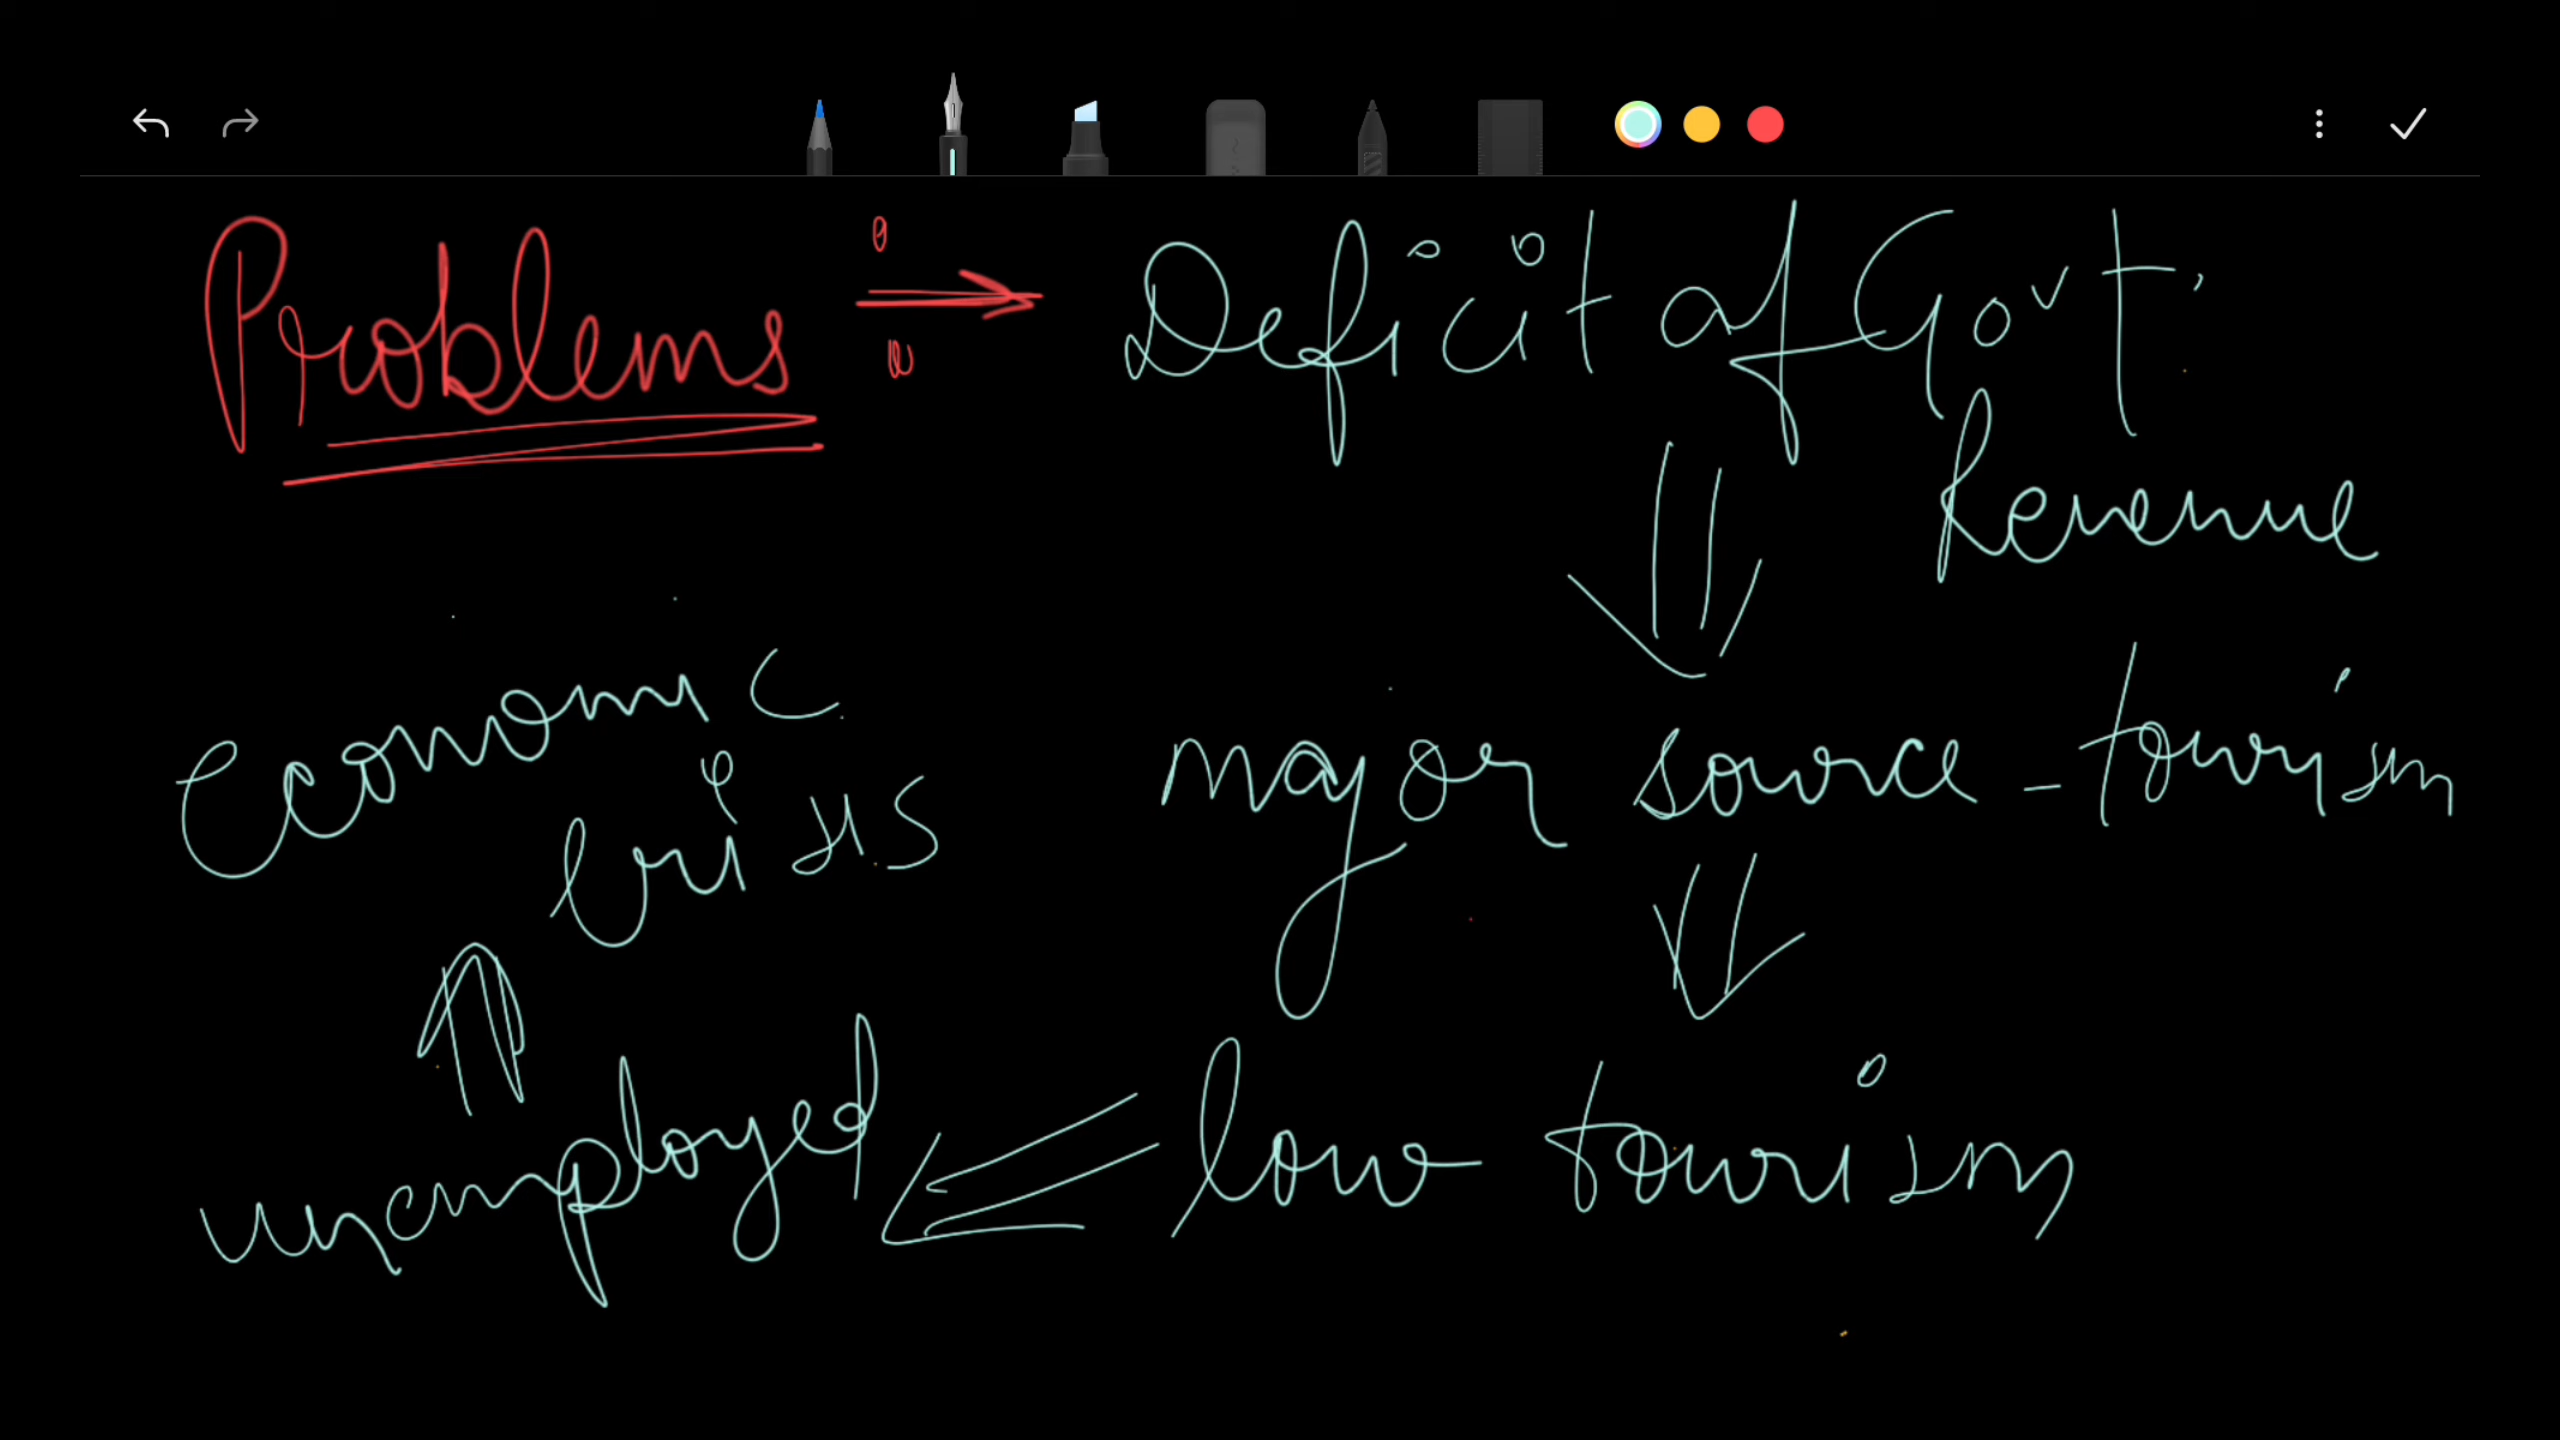 Problems ⇒ Deficit of Govt.
Revenue
major source - tourism
low tourism
unemployed
Economic
crisis